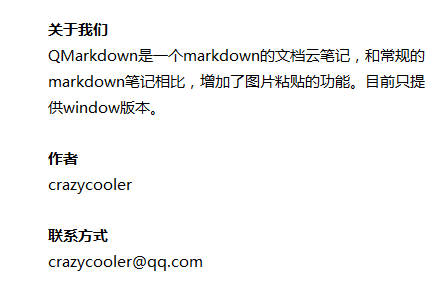 关于我们
QMarkdown是一个markdown的文档云笔记，和常规的
markdown笔记相比，增加了图片粘贴的功能。目前只提
供window版本。
作者
crazycooler
联系方式
crazycooler@qq.com